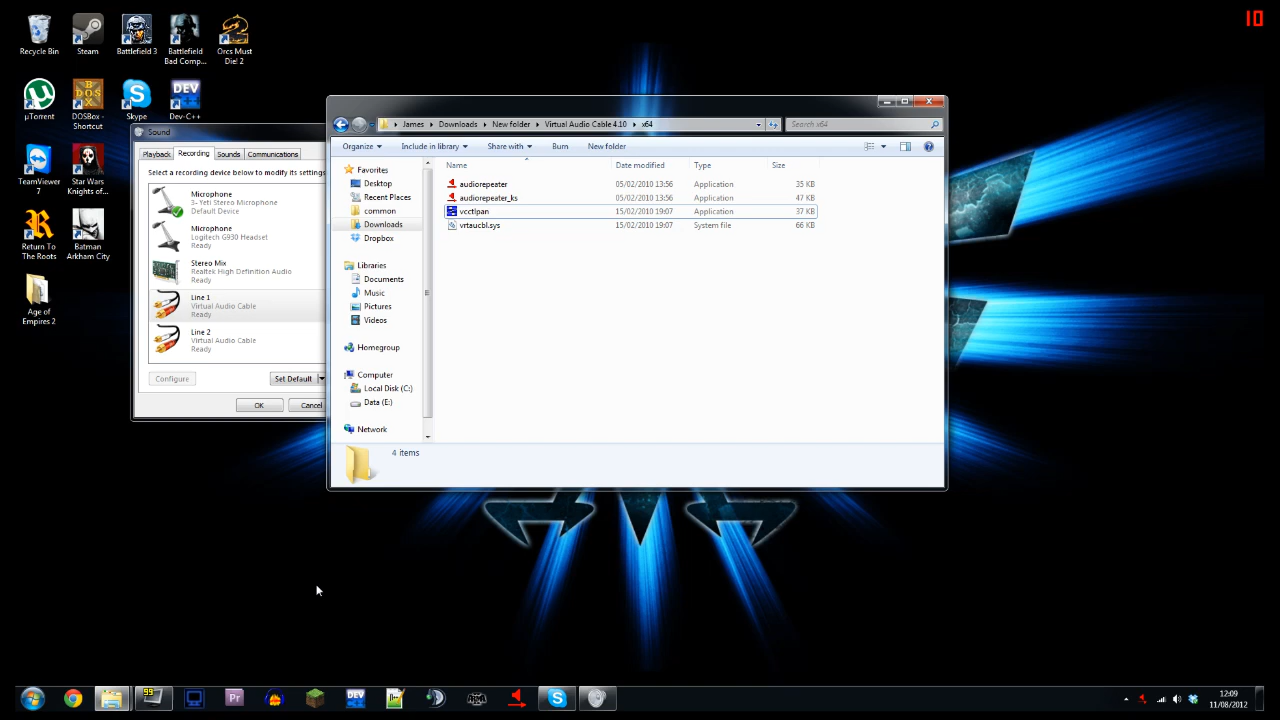 10
Recycle Bin
Steam
Battlefield 3
Battlefield Bad Comp...
Orcs Must Die! 2
µTorrent
DOSBox - Shortcut
Skype
DEV
Dev-C++
TeamViewer 7
Star Wars Knights of...
Return To The Roots
Batman Arkham City
Age of Empires 2
Sound
Playback
Recording
Sounds
Communications
Select a recording device below to modify its settings
Microphone
3- Yeti Stereo Microphone
Default Device
Microphone
Logitech G930 Headset
Ready
Stereo Mix
Realtek High Definition Audio
Ready
Line 1
Virtual Audio Cable
Ready
Line 2
Virtual Audio Cable
Ready
Configure
Set Default
OK
Cancel
James
Downloads
New folder
Virtual Audio Cable 4.10
x64
Search x64
Organize
Include in library
Share with
Burn
New folder
Favorites
Desktop
Recent Places
common
Downloads
Dropbox
Libraries
Documents
Music
Pictures
Videos
Homegroup
Computer
Local Disk (C:)
Data (E:)
Network
Name Date modified Type Size
audiorepeater 05/02/2010 13:56 Application 35 KB
audiorepeater_ks 05/02/2010 13:56 Application 47 KB
vcctlpan 15/02/2010 19:07 Application 37 KB
vrtaucbl.sys 15/02/2010 19:07 System file 66 KB
4 items
99
Pr
DEV
12:09
11/08/2012